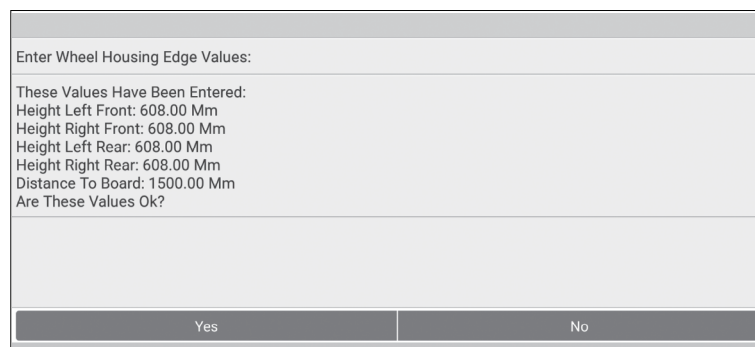 Enter Wheel Housing Edge Values:
These Values Have Been Entered:
Height Left Front: 608.00 Mm
Height Right Front: 608.00 Mm
Height Left Rear: 608.00 Mm
Height Right Rear: 608.00 Mm
Distance To Board: 1500.00 Mm
Are These Values Ok?
Yes
No